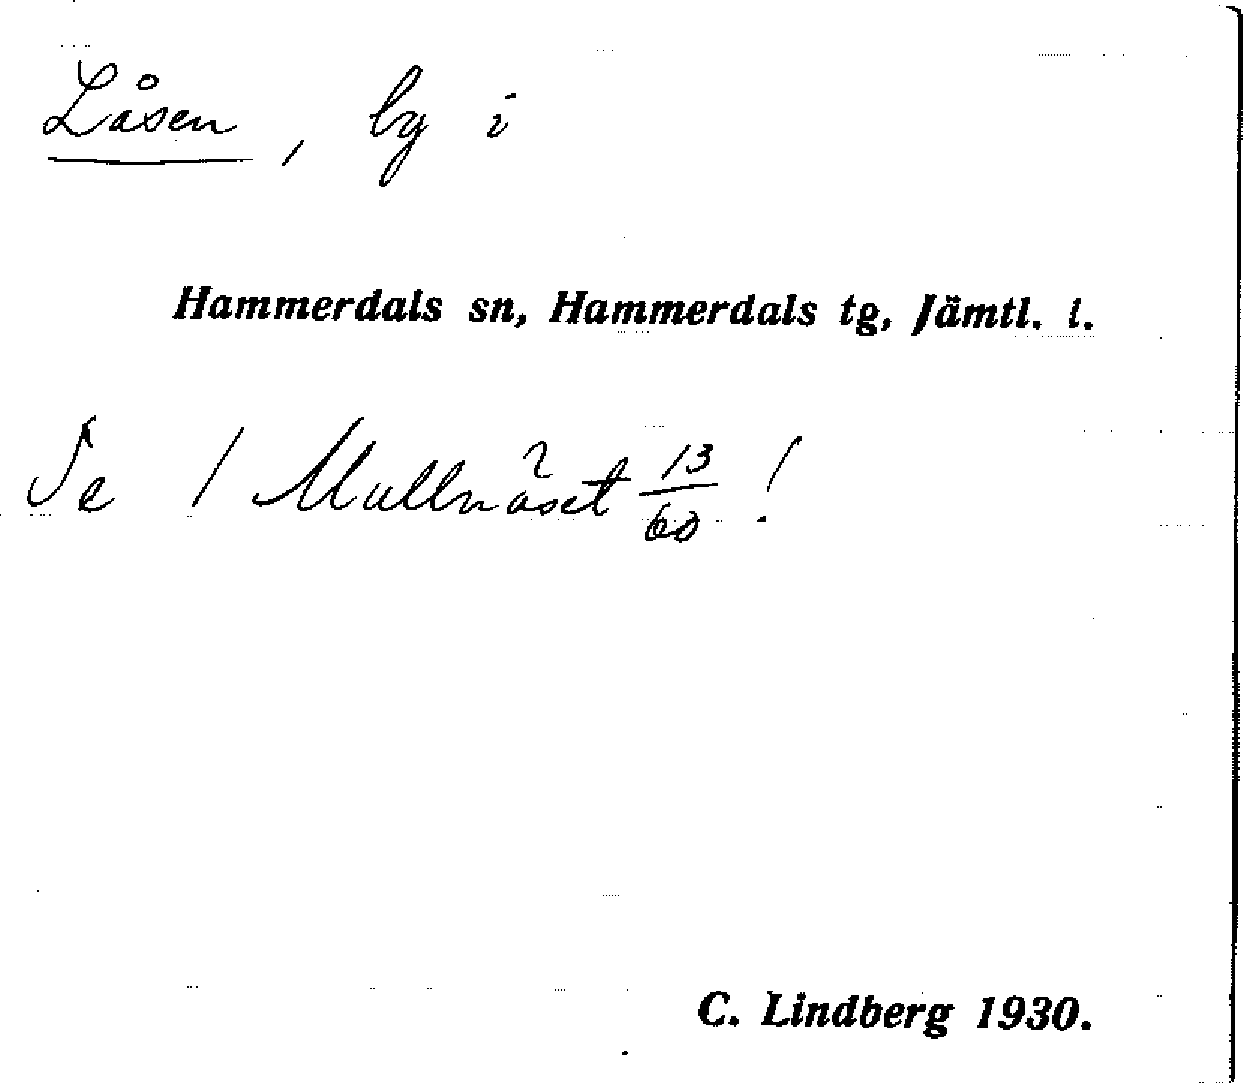 Låsen, by i
Hammerdals sn, Hammerdals tg, Jämtl. l.
Se 1 Mullnäset 13/60!
C. Lindberg 1930.